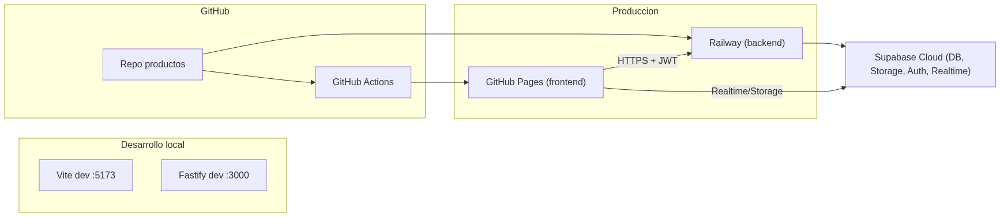 GitHub
Repo productos
GitHub Actions
Produccion
Railway (backend)
HTTPS + JWT
GitHub Pages (frontend)
Realtime/Storage
Supabase Cloud (DB,
Storage, Auth, Realtime)
Desarrollo local
Vite dev :5173
Fastify dev :3000